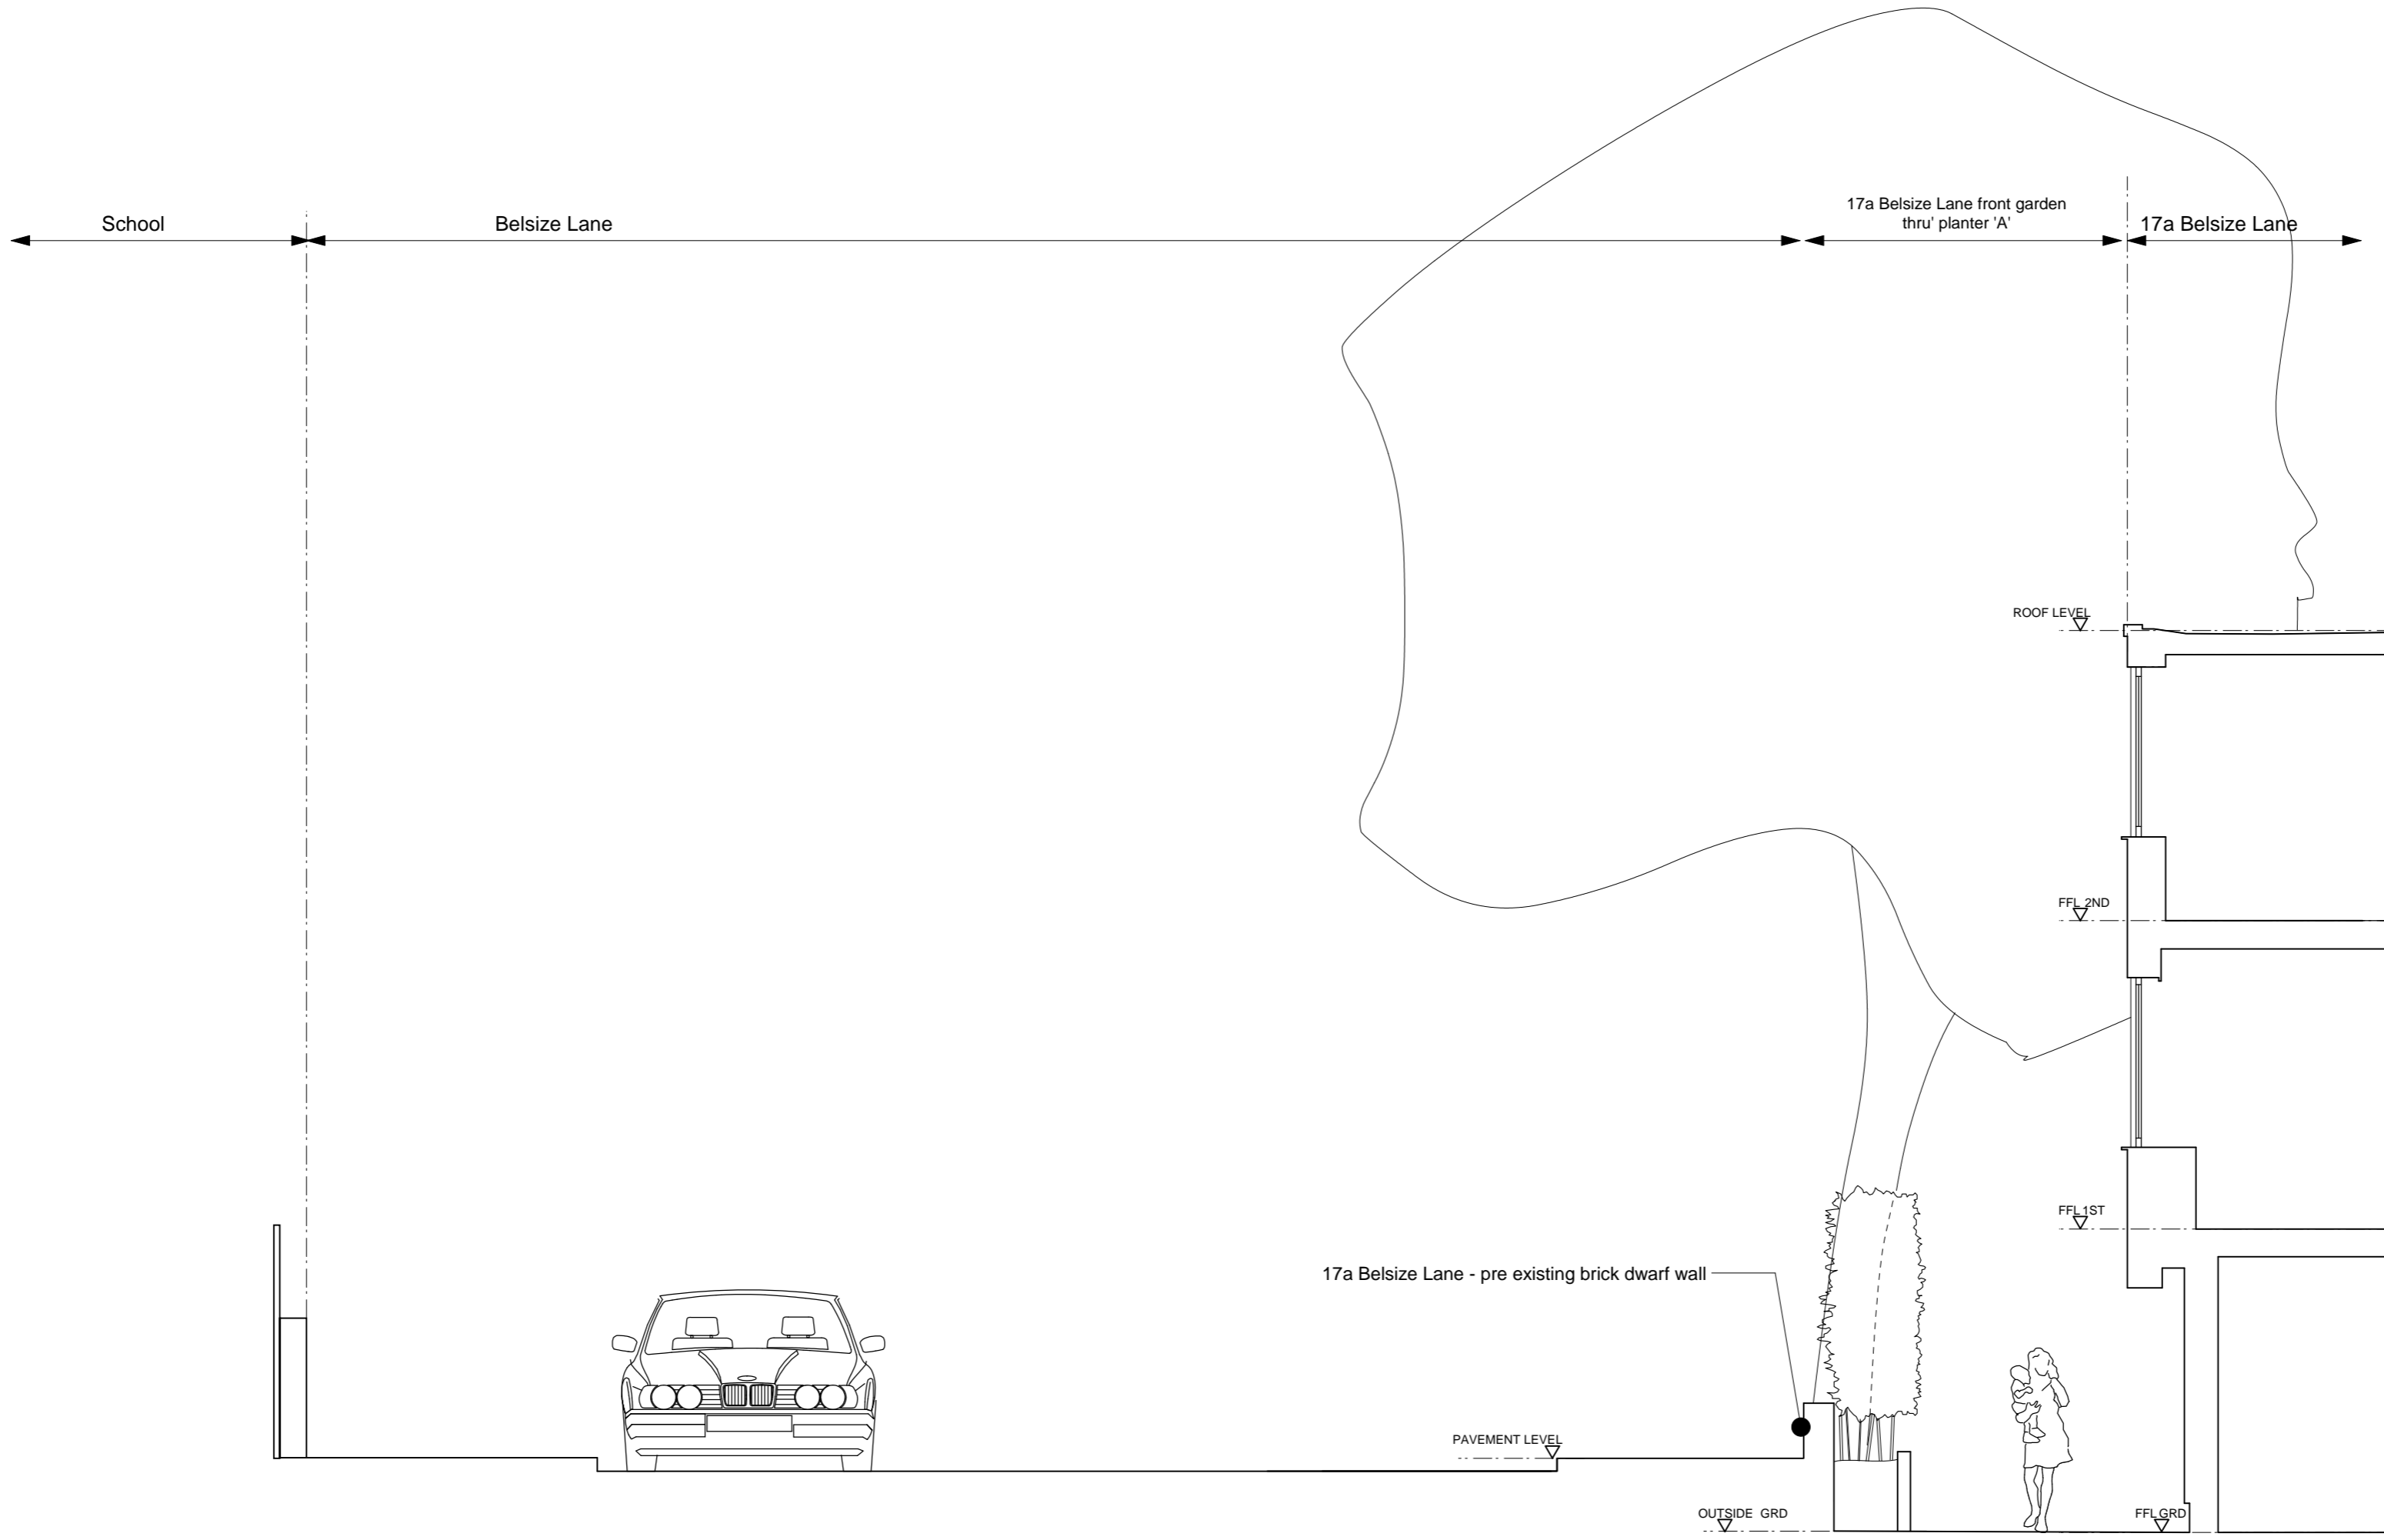 School
Belsize Lane
17a Belsize Lane front garden
thru' planter 'A'
17a Belsize Lane
ROOF LEVEL
FFL 2ND
FFL 1ST
17a Belsize Lane - pre existing brick dwarf wall
PAVEMENT LEVEL
OUTSIDE GRD
FFL GRD